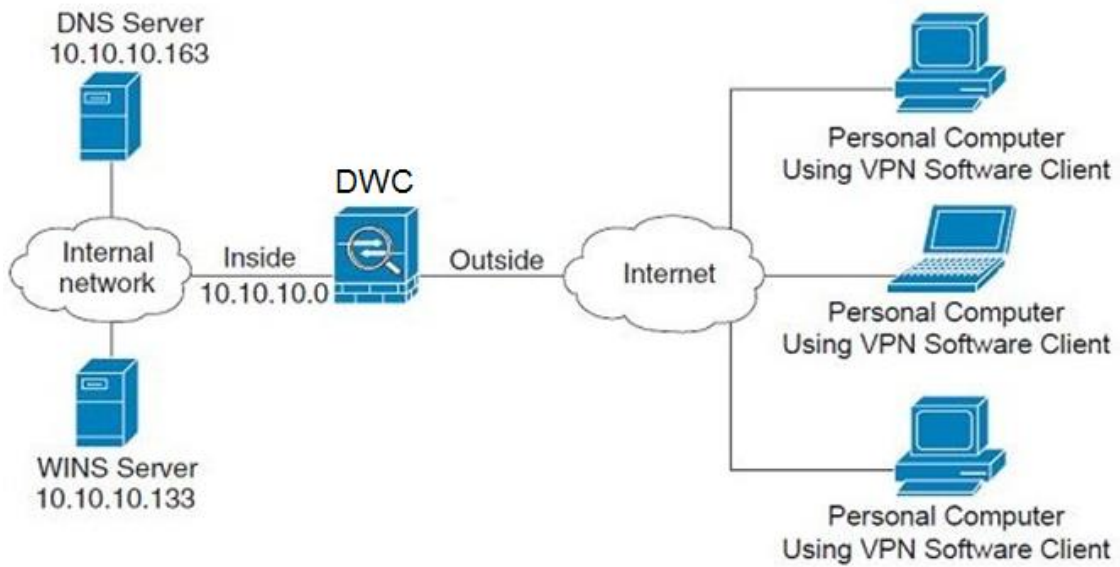 DNS Server
10.10.10.163
DWC
Internal
network
Inside
10.10.10.0
Outside
Internet
WINS Server
10.10.10.133
Personal Computer
Using VPN Software Client
Personal Computer
Using VPN Software Client
Personal Computer
Using VPN Software Client